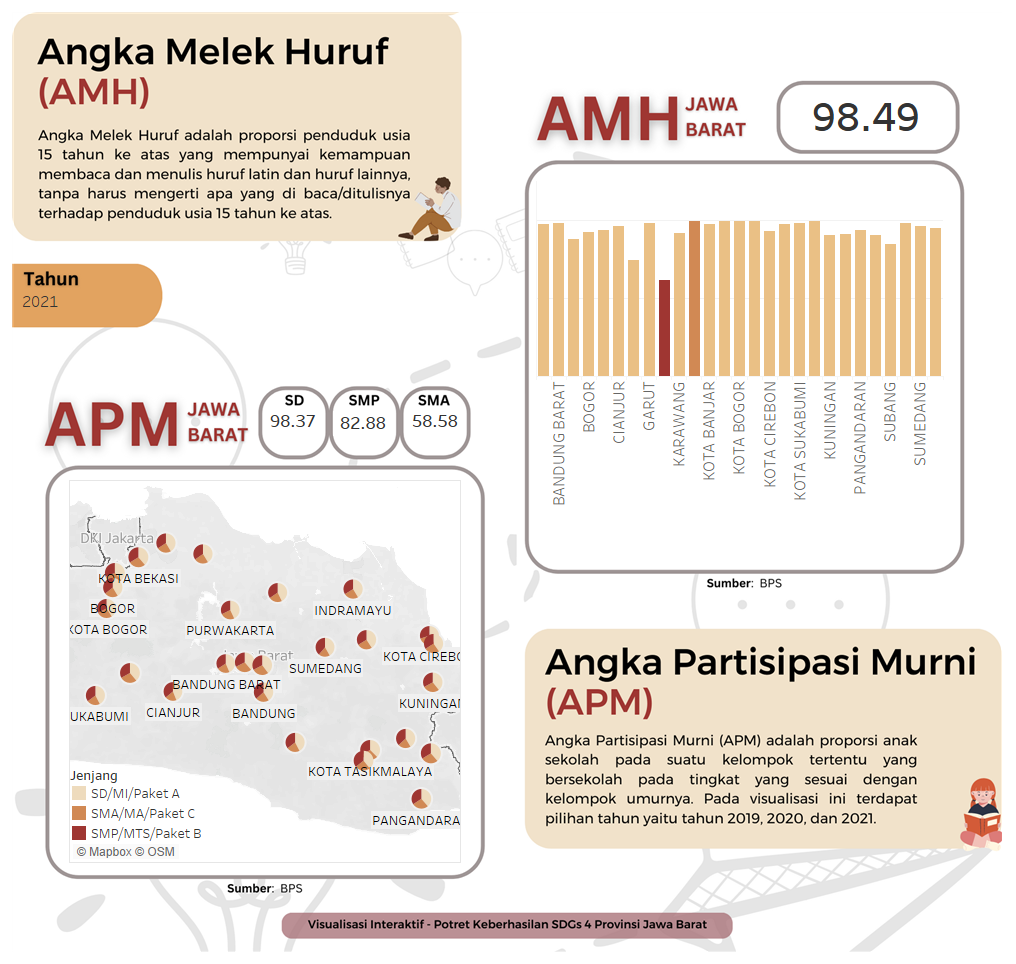 Angka Melek Huruf
(AMH)
Angka Melek Huruf adalah proporsi penduduk usia
15 tahun ke atas yang mempunyai kemampuan
membaca dan menulis huruf latin dan huruf lainnya,
tanpa harus mengerti apa yang di baca/ditulisnya
terhadap penduduk usia 15 tahun ke atas.
Tahun
2021
AMH JAWA
BARAT
98.49
BANDUNG BARAT
BOGOR
CIANJUR
GARUT
KARAWANG
KOTA BANJAR
KOTA BOGOR
KOTA CIREBON
KOTA SUKABUMI
KUNINGAN
PANGANDARAN
SUBANG
SUMEDANG
Sumber: BPS
APM JAWA
BARAT
SD
98.37
SMP
82.88
SMA
58.58
DKI Jakarta
KOTA BEKASI
BOGOR
KOTA BOGOR
PURWAKARTA
INDRAMAYU
SUMEDANG
Barat
KOTA CIREBO
BANDUNG BARAT
UKABUMI
CIANJUR
BANDUNG
KUNINGAN
KOTA TASIKMALAYA
PANGANDARA
Jenjang
SD/MI/Paket A
SMA/MA/Paket C
SMP/MTS/Paket B
© Mapbox © OSM
Sumber: BPS
Angka Partisipasi Murni
(APM)
Angka Partisipasi Murni (APM) adalah proporsi anak
sekolah pada suatu kelompok tertentu yang
bersekolah pada tingkat yang sesuai dengan
kelompok umurnya. Pada visualisasi ini terdapat
pilihan tahun yaitu tahun 2019, 2020, dan 2021.
Visualisasi Interaktif - Potret Keberhasilan SDGs 4 Provinsi Jawa Barat